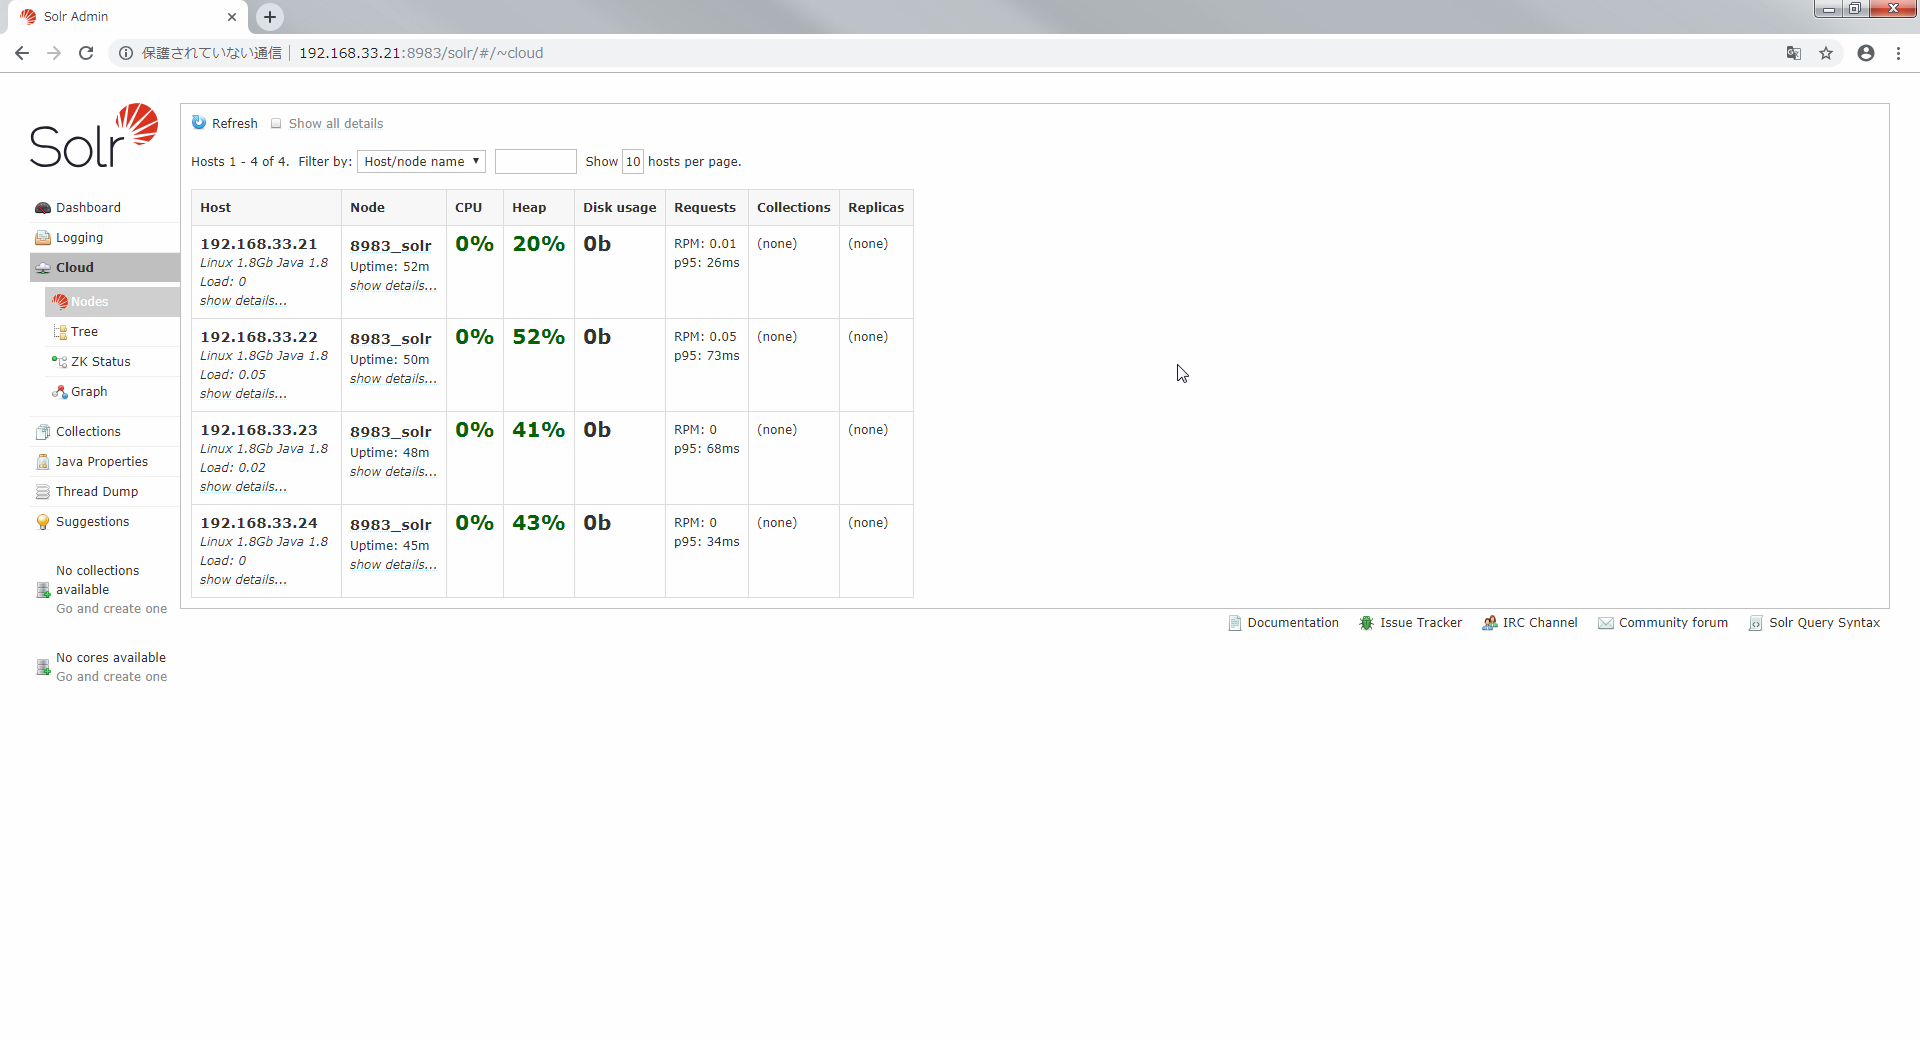 Solr Admin
保護されていない通信 | 192.168.33.21:8983/solr/#/~cloud
Solr
Dashboard
Logging
Cloud
Nodes
Tree
ZK Status
Graph
Collections
Java Properties
Thread Dump
Suggestions
No collections
available
Go and create one
No cores available
Go and create one
Refresh Show all details
Hosts 1 - 4 of 4. Filter by: Host/node name Show 10 hosts per page.
Host Node CPU Heap Disk usage Requests Collections Replicas
192.168.33.21 8983_solr 0% 20% 0b RPM: 0.01 (none) (none)
Linux 1.8Gb Java 1.8 Uptime: 52m p95: 26ms
Load: 0 show details...
show details...
192.168.33.22 8983_solr 0% 52% 0b RPM: 0.05 (none) (none)
Linux 1.8Gb Java 1.8 Uptime: 50m p95: 73ms
Load: 0.05 show details...
show details...
192.168.33.23 8983_solr 0% 41% 0b RPM: 0 (none) (none)
Linux 1.8Gb Java 1.8 Uptime: 48m p95: 68ms
Load: 0.02 show details...
show details...
192.168.33.24 8983_solr 0% 43% 0b RPM: 0 (none) (none)
Linux 1.8Gb Java 1.8 Uptime: 45m p95: 34ms
Load: 0 show details...
show details...
Documentation Issue Tracker IRC Channel Community forum Solr Query Syntax